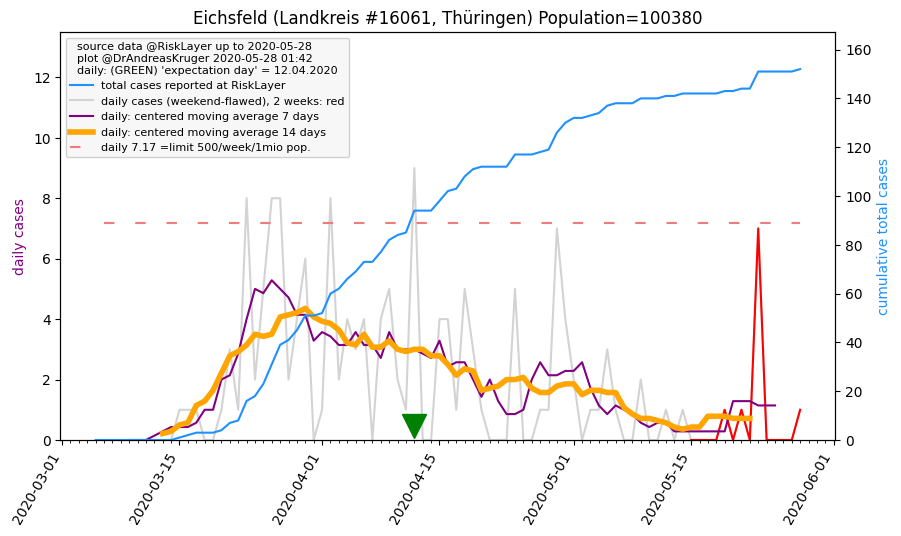 Eichsfeld (Landkreis #16061, Thüringen) Population=100380
source data @RiskLayer up to 2020-05-28
plot @DrAndreasKruger 2020-05-28 01:42
daily: (GREEN) 'expectation day' = 12.04.2020
total cases reported at RiskLayer
daily cases (weekend-flawed), 2 weeks: red
daily: centered moving average 7 days
daily: centered moving average 14 days
daily 7.17 =limit 500/week/1mio pop.
daily cases
12
10
8
6
4
2
0
160
140
120
100
80
60
40
20
0
cumulative total cases
2020-03-01
2020-03-15
2020-04-01
2020-04-15
2020-05-01
2020-05-15
2020-06-01